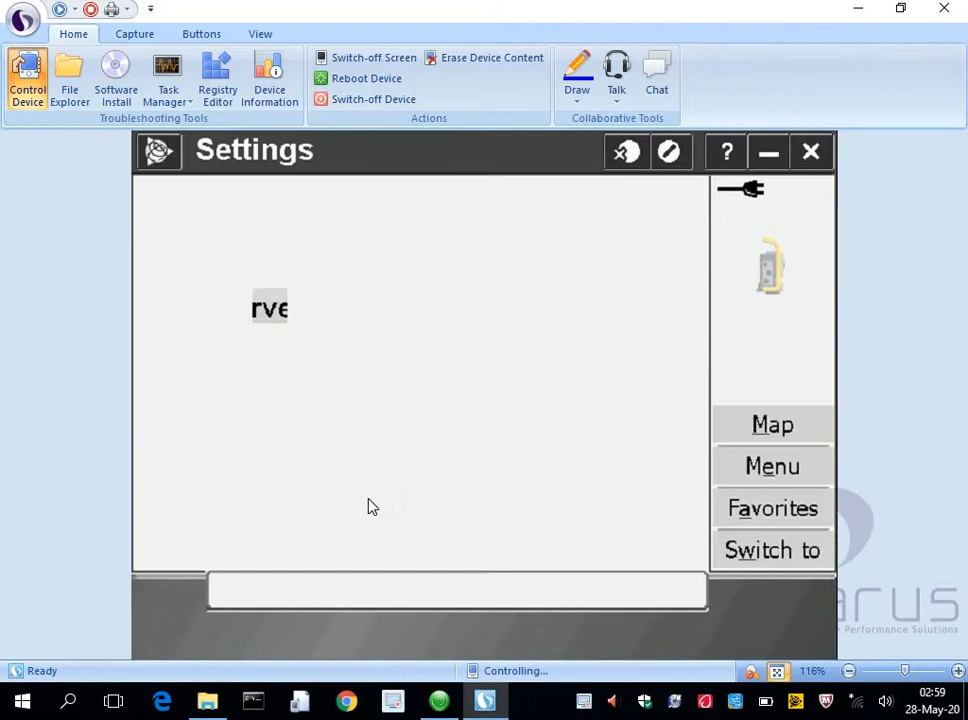 Home Capture Buttons View
Control Device
File Explorer
Software Install
Task Manager
Registry Editor
Device Information
Troubleshooting Tools
Switch-off Screen
Erase Device Content
Reboot Device
Switch-off Device
Actions
Draw
Talk
Chat
Collaborative Tools
Settings
?
rve
Map
Menu
Favorites
Switch to
arus
e Performance Solutions
Ready
Controlling...
116%
02:59
28-May-20